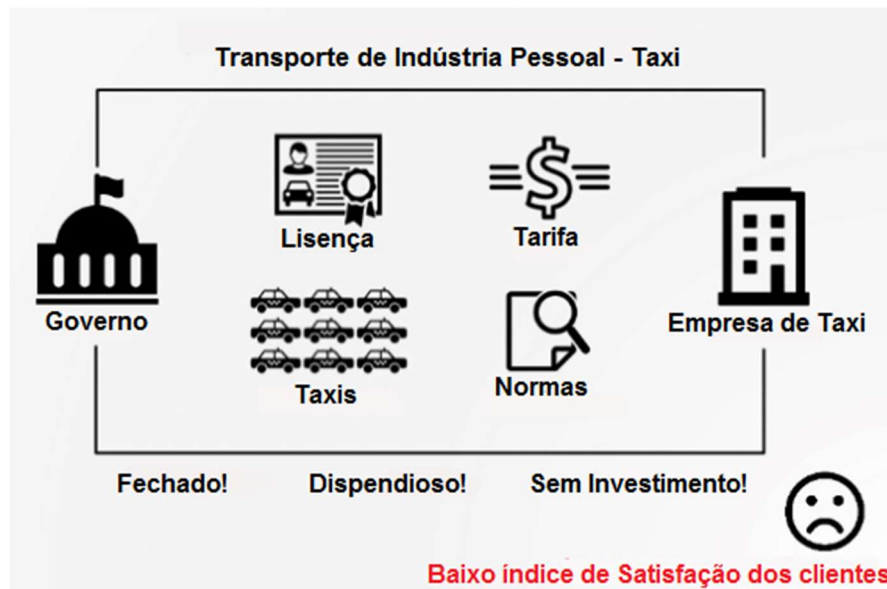 Transporte de Indústria Pessoal - Taxi
Lisença
Tarifa
Governo
Empresa de Taxi
Taxis
Normas
Fechado!
Dispendioso!
Sem Investimento!
Baixo índice de Satisfação dos clientes